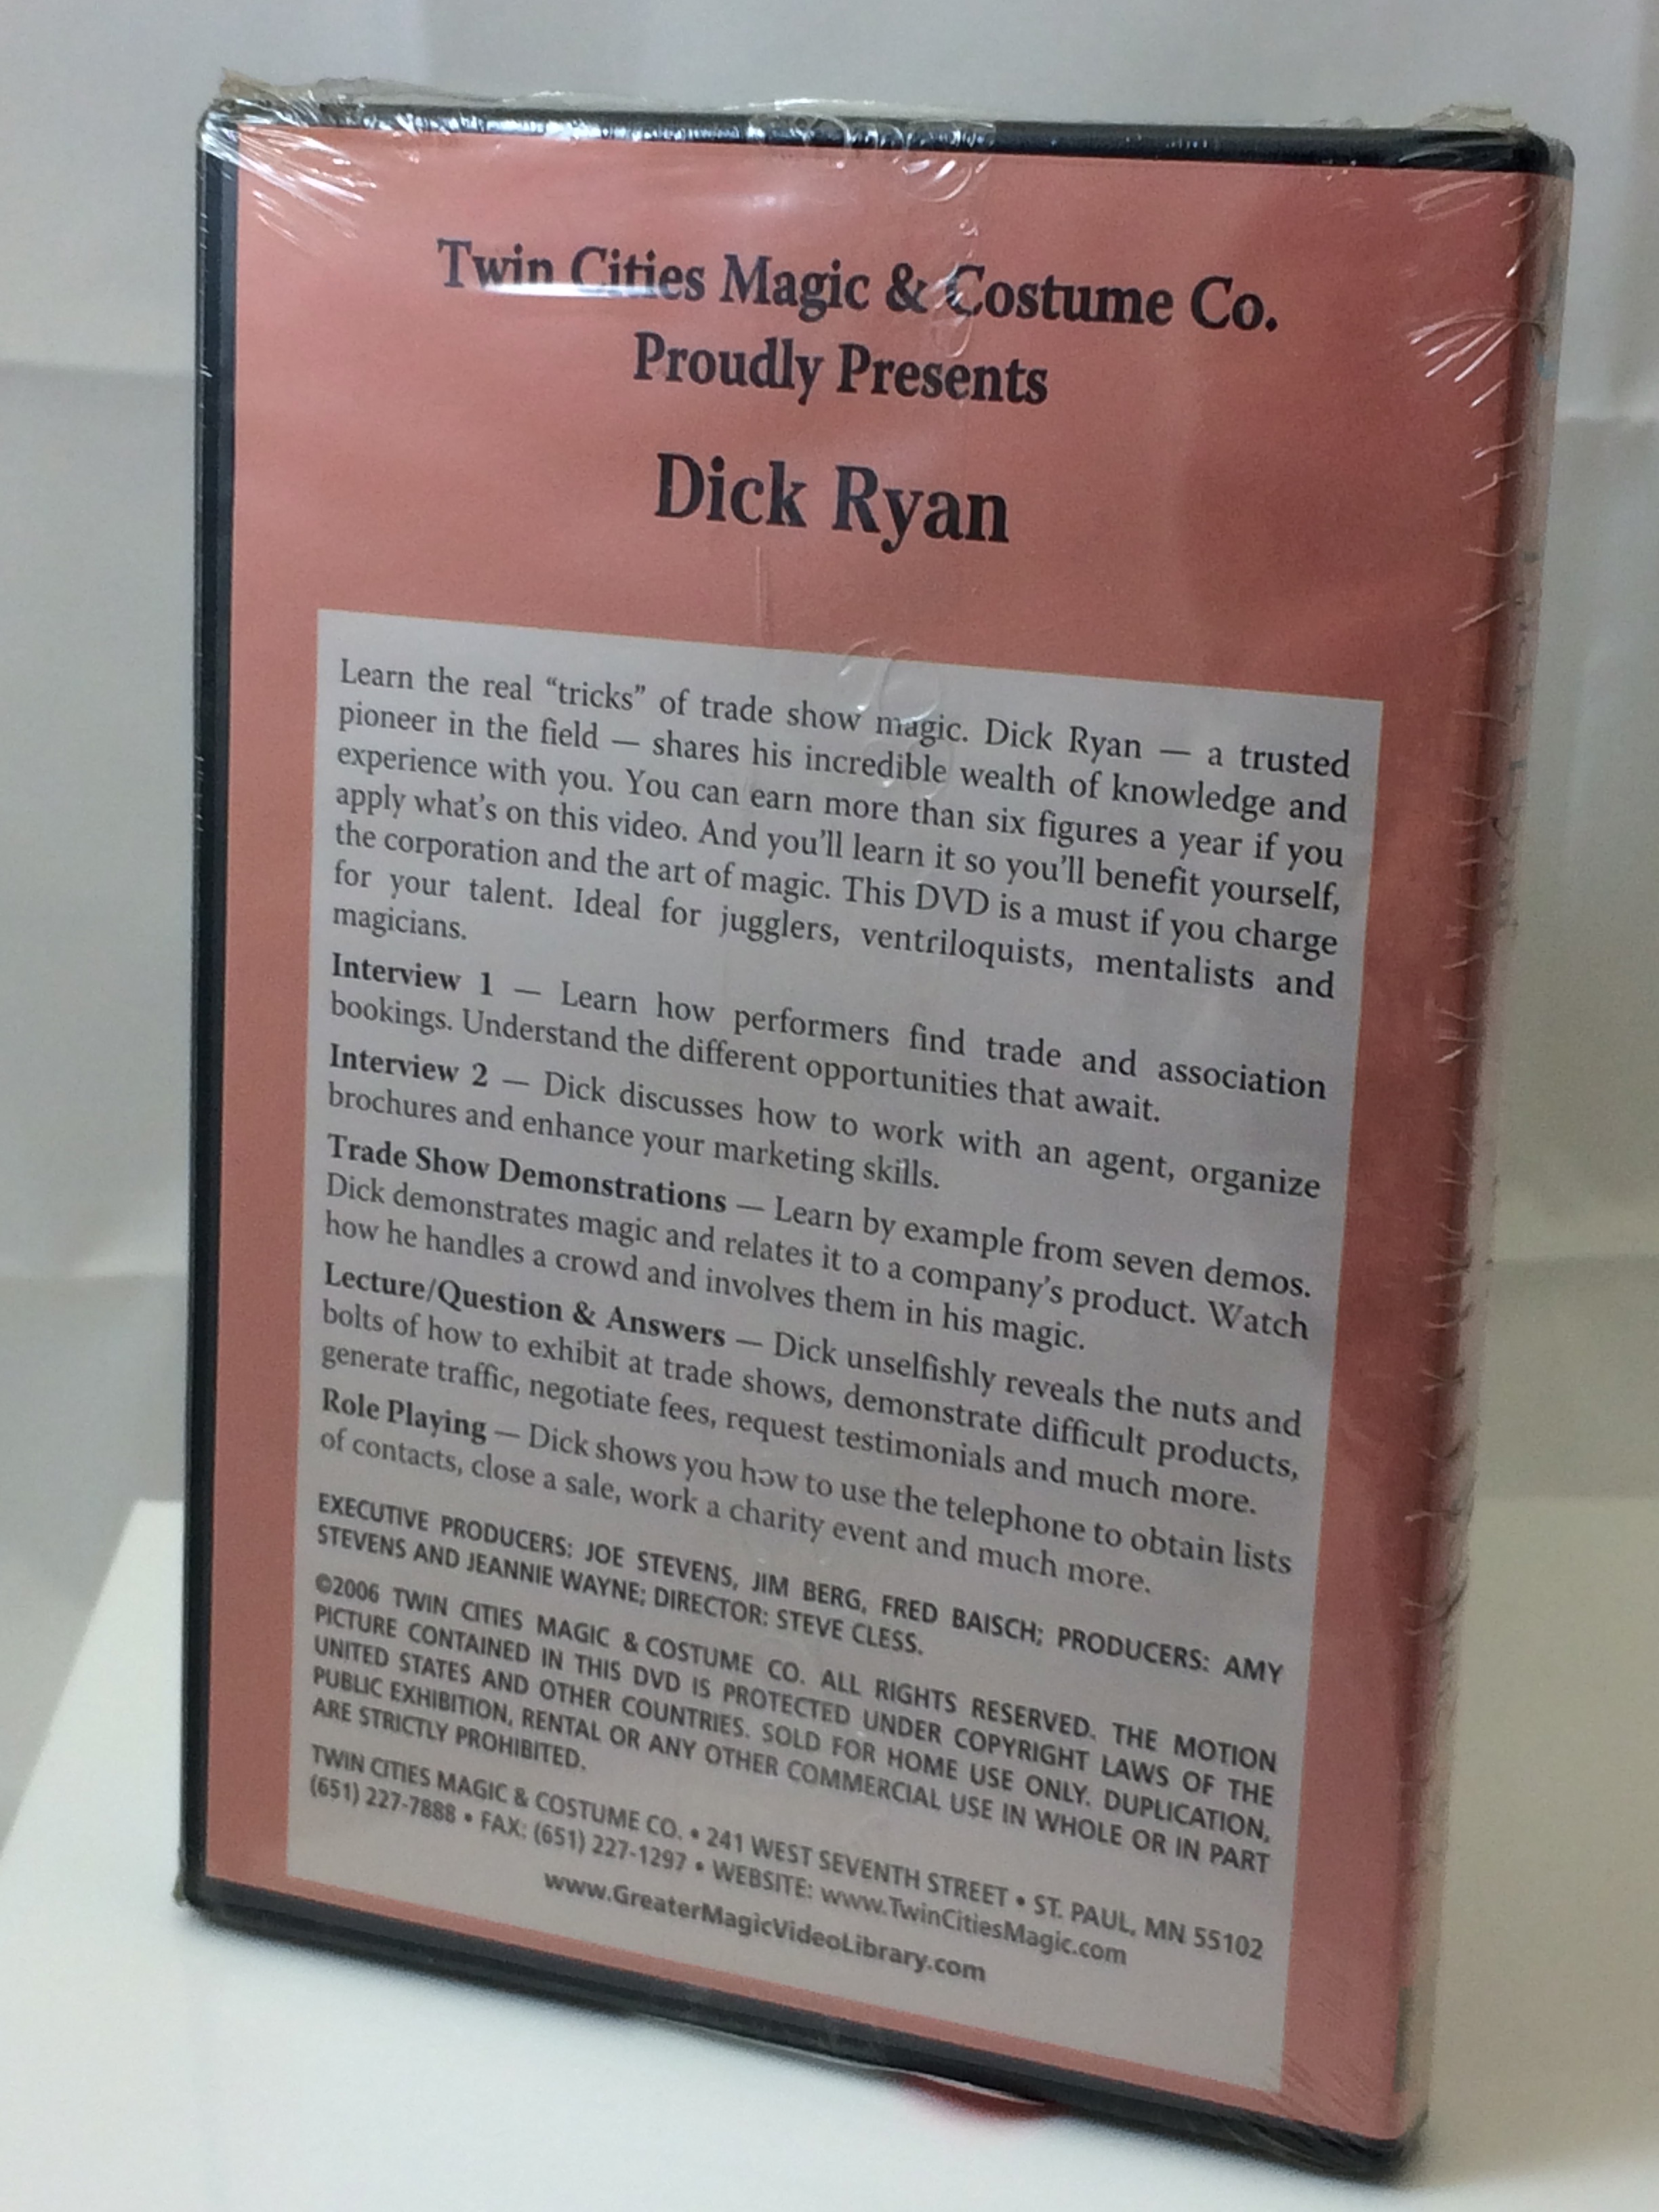 Twin Cities Magic & Costume Co.
Proudly Presents
Dick Ryan
Learn the real “tricks” of trade show magic. Dick Ryan — a trusted
pioneer in the field — shares his incredible wealth of knowledge and
experience with you. You can earn more than six figures a year if you
apply what’s on this video. And you’ll learn it so you’ll benefit yourself,
the corporation and the art of magic. This DVD is a must if you charge
for your talent. Ideal for jugglers, ventriloquists, mentalists and
magicians.
Interview 1 — Learn how performers find trade and association
bookings. Understand the different opportunities that await.
Interview 2 — Dick discusses how to work with an agent, organize
brochures and enhance your marketing skills.
Trade Show Demonstrations — Learn by example from seven demos.
Dick demonstrates magic and relates it to a company’s product. Watch
how he handles a crowd and involves them in his magic.
Lecture/Question & Answers — Dick unselfishly reveals the nuts and
bolts of how to exhibit at trade shows, demonstrate difficult products,
generate traffic, negotiate fees, request testimonials and much more.
Role Playing — Dick shows you how to use the telephone to obtain lists
of contacts, close a sale, work a charity event and much more.
EXECUTIVE PRODUCERS: JOE STEVENS, JIM BERG, FRED BAISCH; PRODUCERS: AMY
STEVENS AND JEANNIE WAYNE; DIRECTOR: STEVE CLESS.
©2006 TWIN CITIES MAGIC & COSTUME CO. ALL RIGHTS RESERVED. THE MOTION
PICTURE CONTAINED IN THIS DVD IS PROTECTED UNDER COPYRIGHT LAWS OF THE
UNITED STATES AND OTHER COUNTRIES. SOLD FOR HOME USE ONLY. DUPLICATION,
PUBLIC EXHIBITION, RENTAL OR ANY OTHER COMMERCIAL USE IN WHOLE OR IN PART
ARE STRICTLY PROHIBITED.
TWIN CITIES MAGIC & COSTUME CO. • 241 WEST SEVENTH STREET • ST. PAUL, MN 55102
(651) 227-7888 • FAX: (651) 227-1297 • WEBSITE: www.TwinCitiesMagic.com
www.GreaterMagicVideoLibrary.com